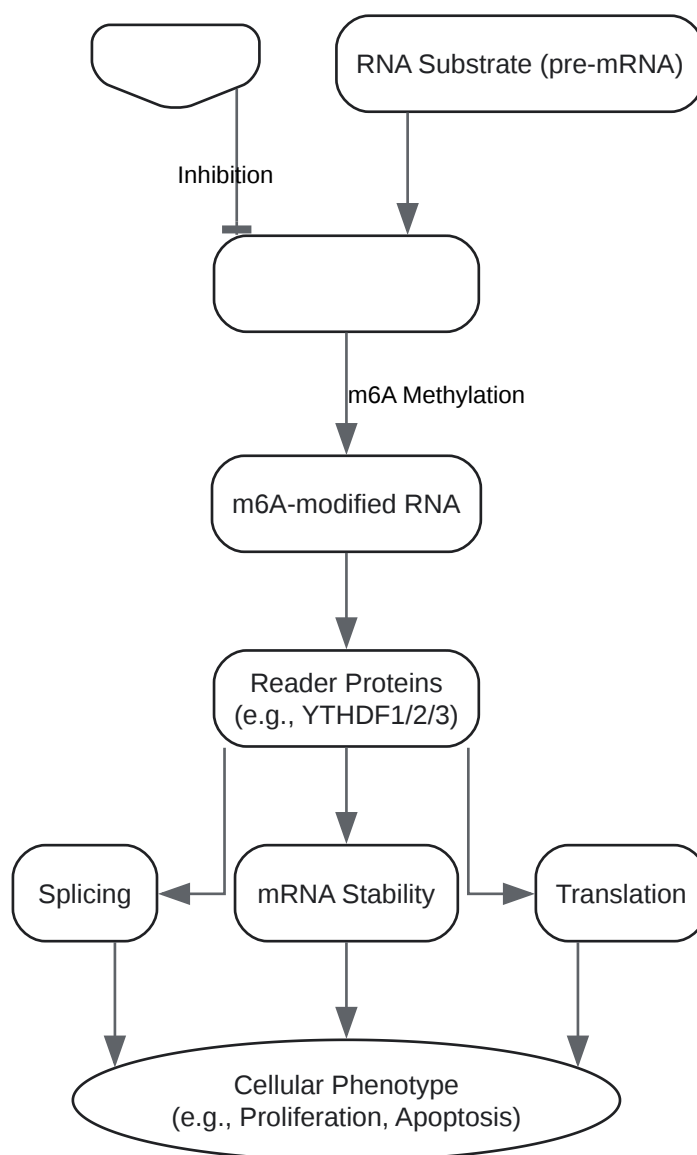 RNA Substrate (pre-mRNA)
Inhibition
m6A Methylation
m6A-modified RNA
Reader Proteins
(e.g., YTHDF1/2/3)
Splicing
mRNA Stability
Translation
Cellular Phenotype
(e.g., Proliferation, Apoptosis)